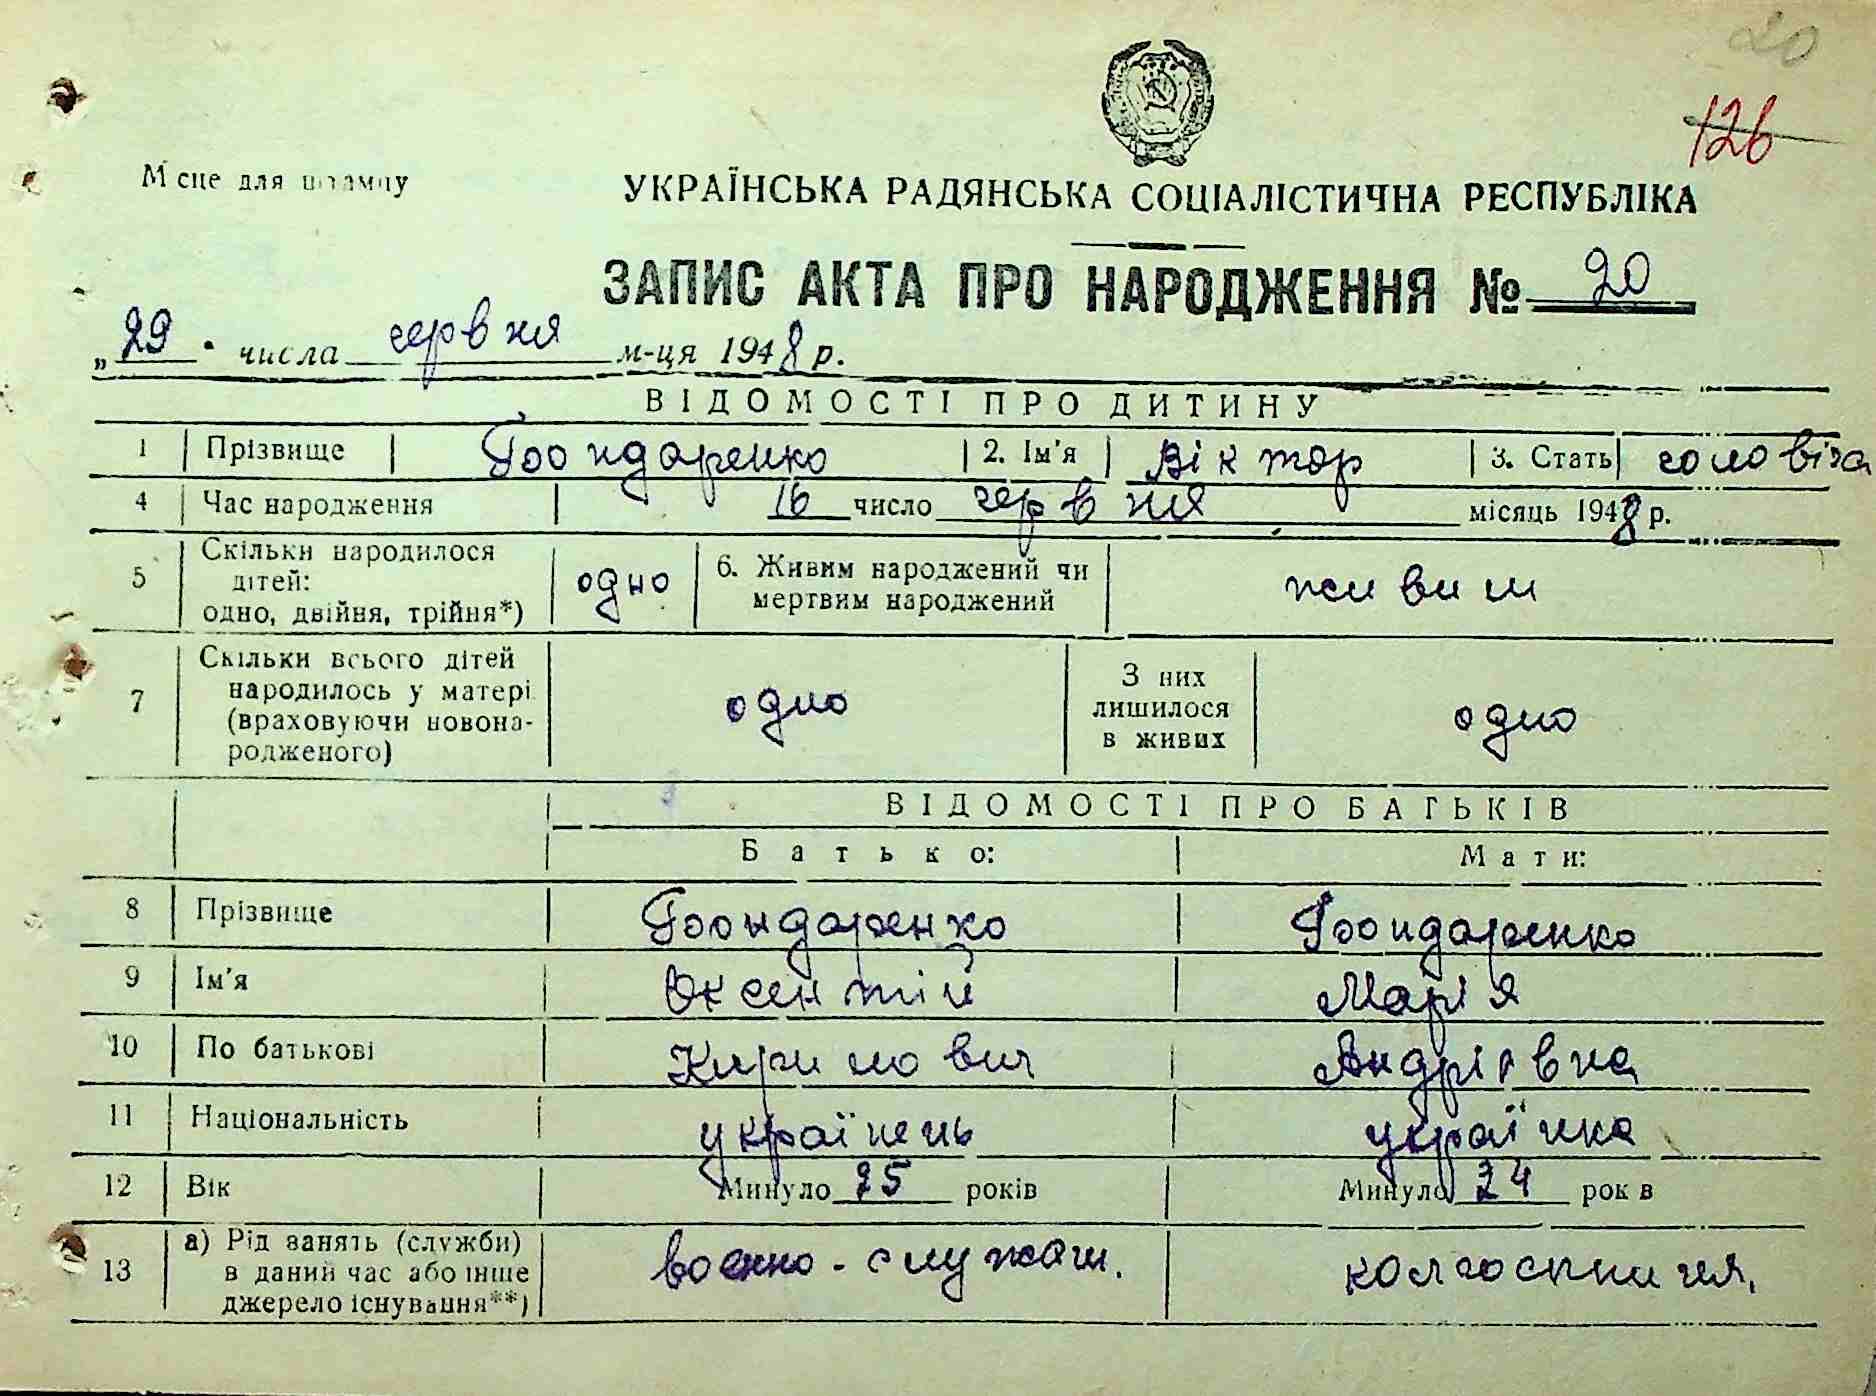 20
126
Місце для штампу
УКРАЇНСЬКА РАДЯНСЬКА СОЦІАЛІСТИЧНА РЕСПУБЛІКА
ЗАПИС АКТА ПРО НАРОДЖЕННЯ № 20
„29" числа червня м-ця 1948 р.
ВІДОМОСТІ ПРО ДИТИНУ
1 Прізвище Бондаренко 2. Ім'я Віктор 3. Стать чоловіча
4 Час народження 16 число червня місяць 1948 р.
5 Скільки народилося дітей: одно, двійня, трійня*) одно 6. Живим народжений чи мертвим народжений живим
7 Скільки всього дітей народилось у матері (враховуючи новонародженого) одно З них лишилося в живих одно
ВІДОМОСТІ ПРО БАТЬКІВ
Батько: Мати:
8 Прізвище Бондаренко Бондаренко
9 Ім'я Оксентій Марія
10 По батькові Кирилович Андріївна
11 Національність українець українка
12 Вік Минуло 25 років Минуло 24 років
13 а) Рід занять (служби) в даний час або інше джерело існування**) военно-служащ. колгоспниця.